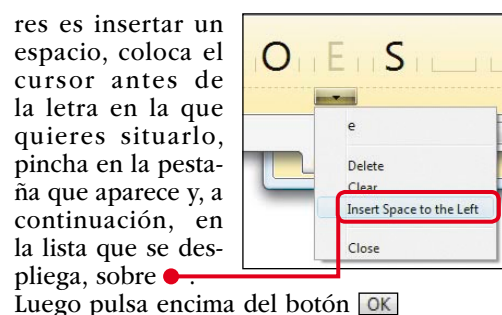 res es insertar un
espacio, coloca el
cursor antes de
la letra en la que
quieres situarlo,
pincha en la pesta-
ña que aparece y, a
continuación, en
la lista que se des-
pliega, sobre .
Luego pulsa encima del botón OK
O E S
e
Delete
Clear
Insert Space to the Left
Close